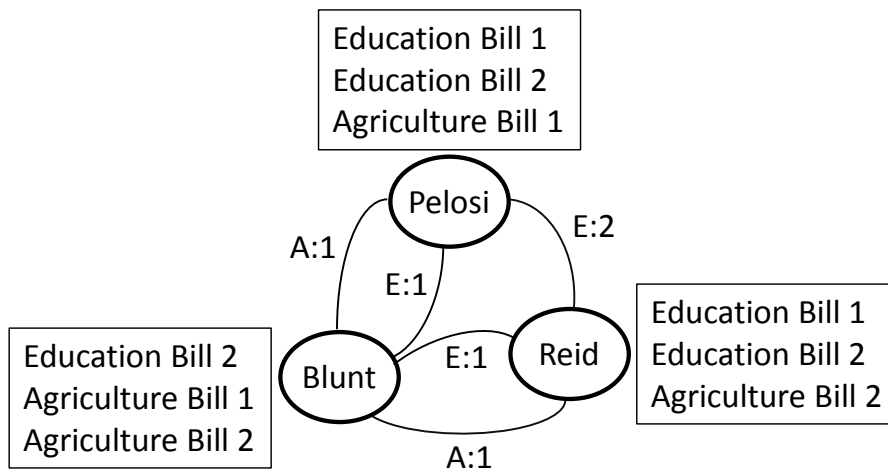 Education Bill 1
Education Bill 2
Agriculture Bill 1
Pelosi
A:1
E:2
E:1
Education Bill 2
Agriculture Bill 1
Agriculture Bill 2
Blunt
E:1
Reid
Education Bill 1
Education Bill 2
Agriculture Bill 2
A:1